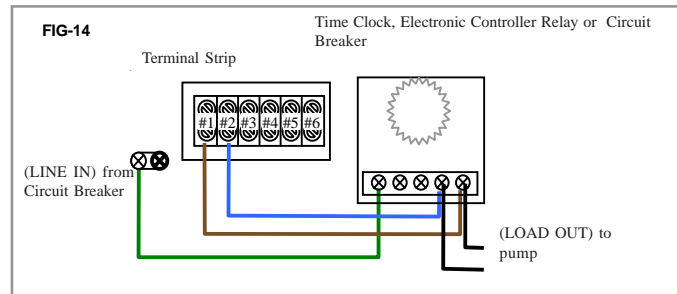 FIG-14
Time Clock, Electronic Controller Relay or Circuit
Breaker
Terminal Strip
#1 #2 #3 #4 #5 #6
(LINE IN) from
Circuit Breaker
(LOAD OUT) to
pump